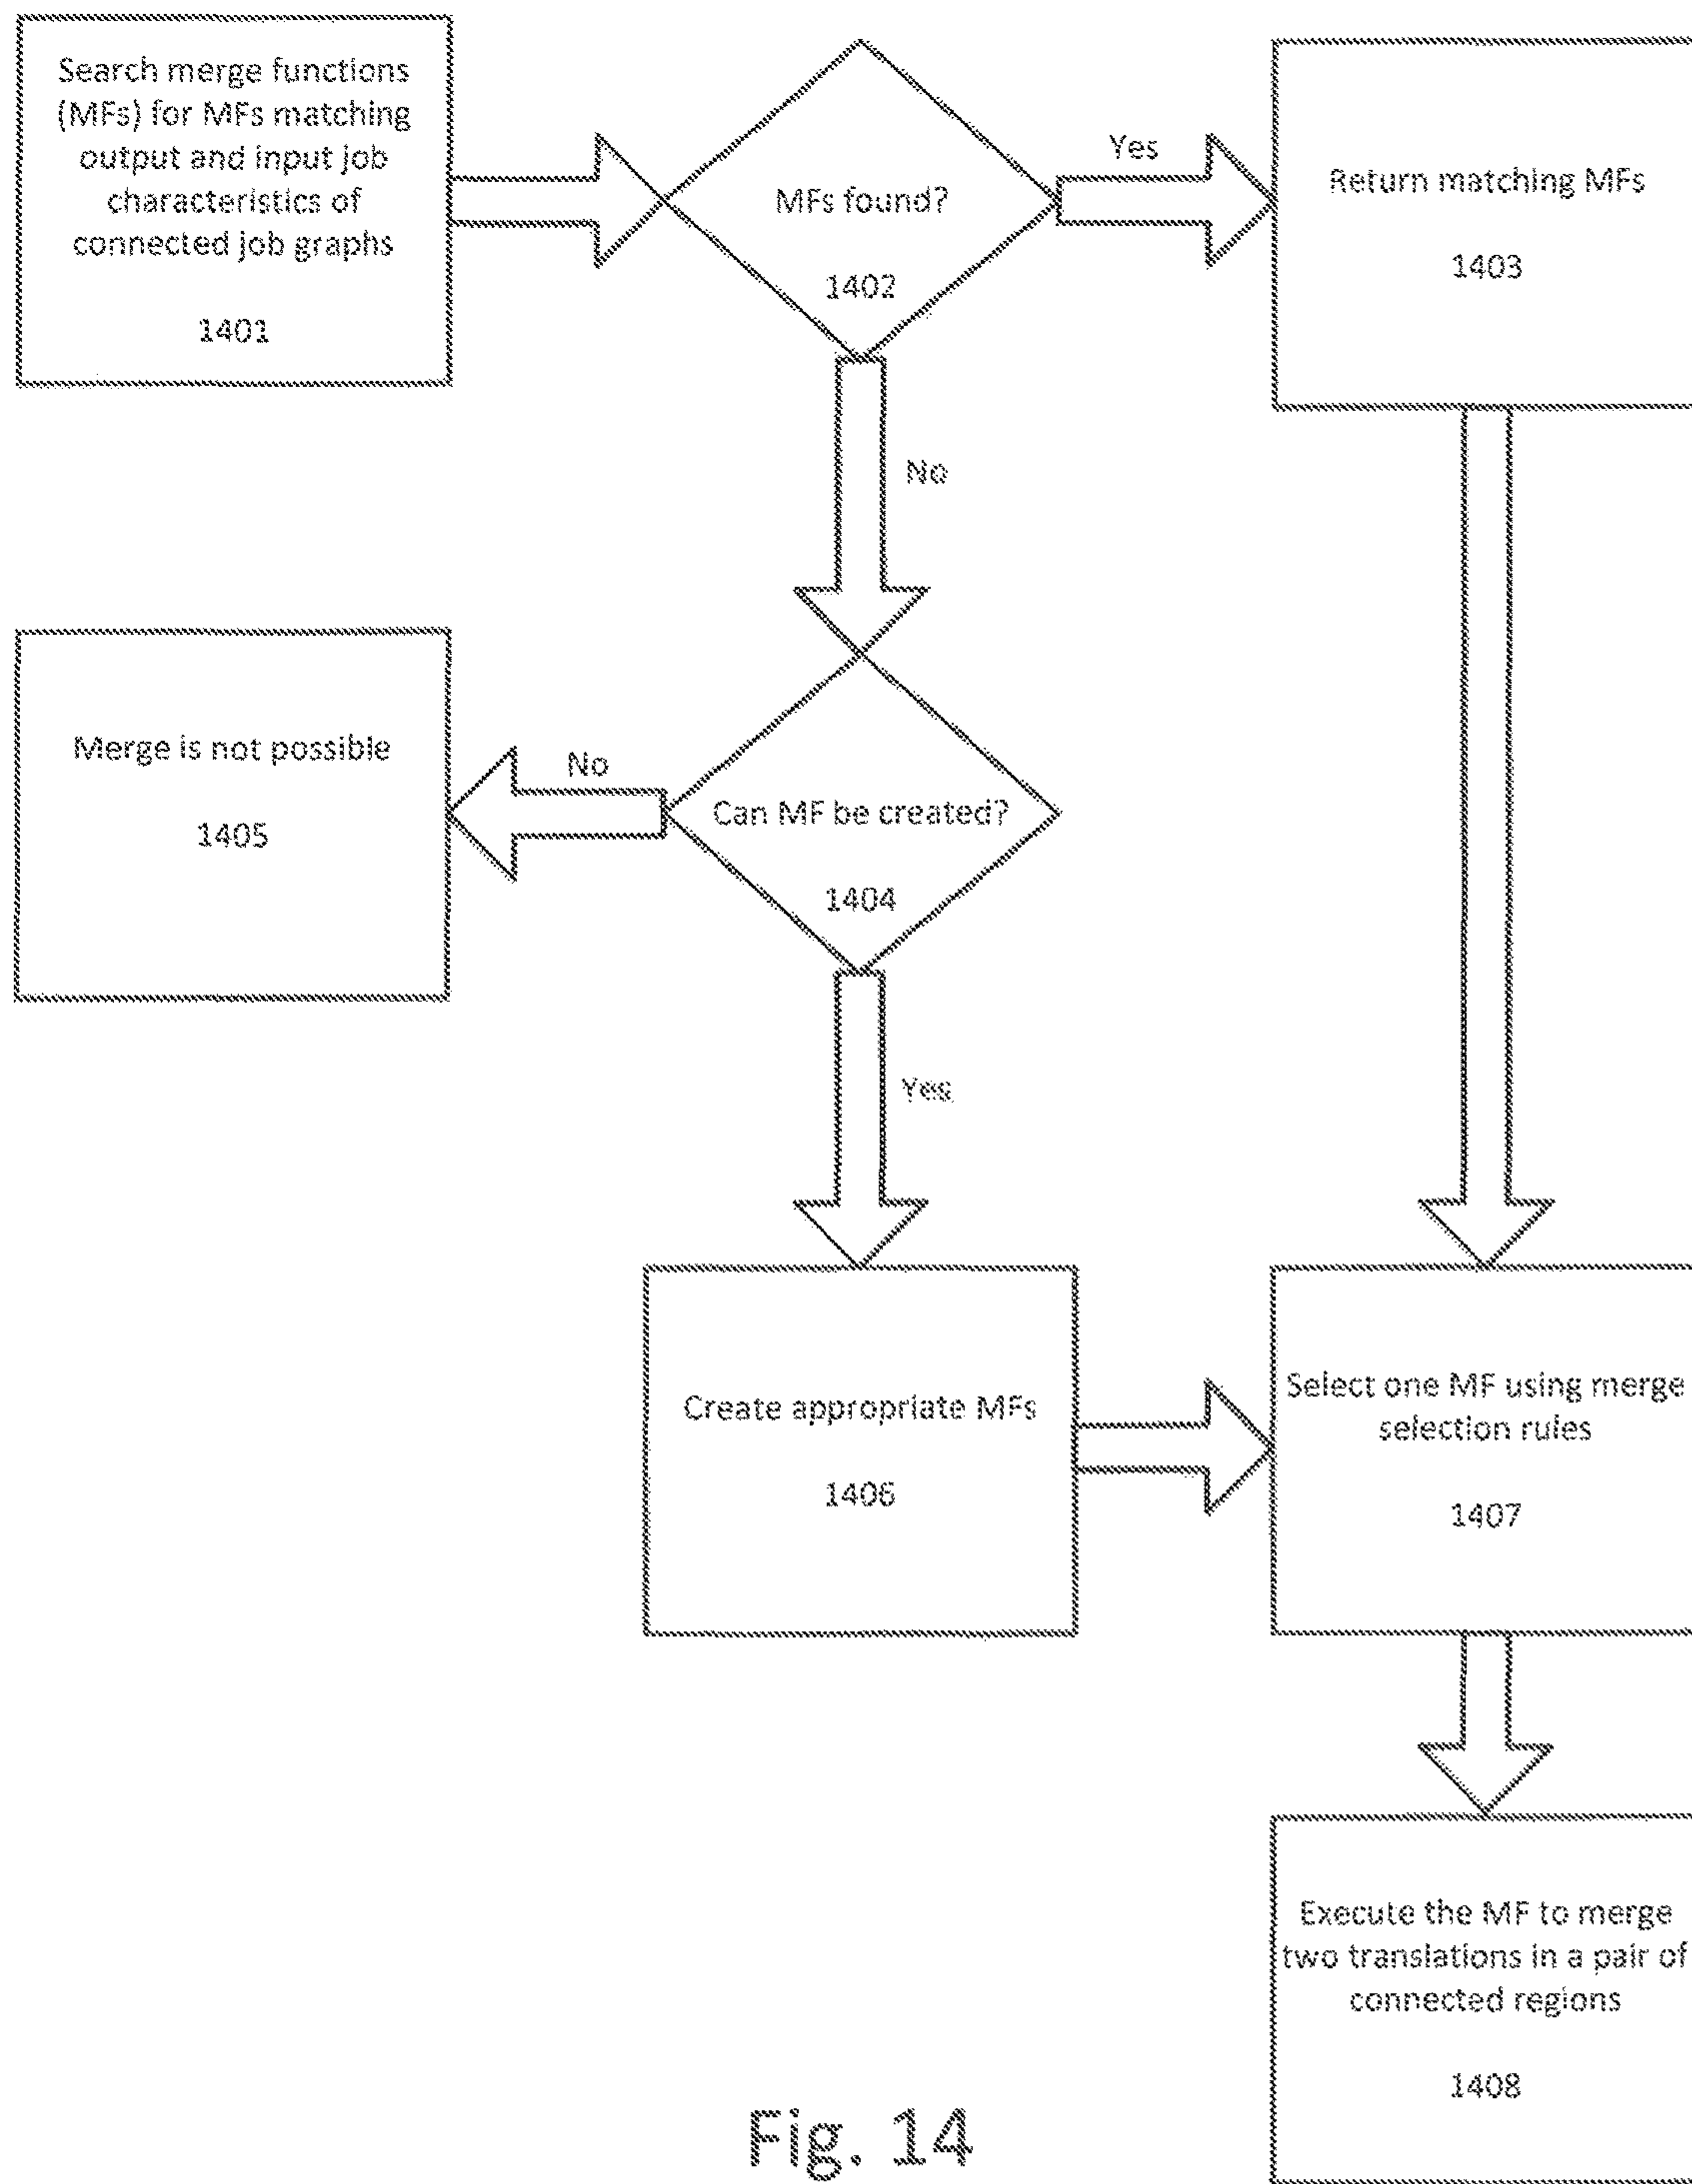 Search merge functions
(MFs) for MFs matching
output and input job
characteristics of
connected job graphs
1401
MFs found?
1402
Yes
Return matching MFs
1403
No
Merge is not possible
1405
No
Can MF be created?
1404
Yes
Create appropriate MFs
1406
Select one MF using merge
selection rules
1407
Execute the MF to merge
two translations in a pair of
connected regions
1408
Fig. 14